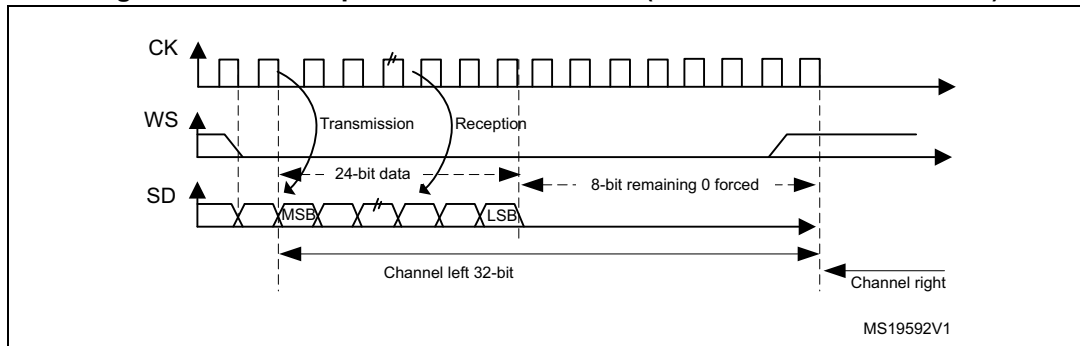 CK
WS
Transmission
Reception
24-bit data
8-bit remaining 0 forced
SD
MSB
LSB
Channel left 32-bit
Channel right
MS19592V1